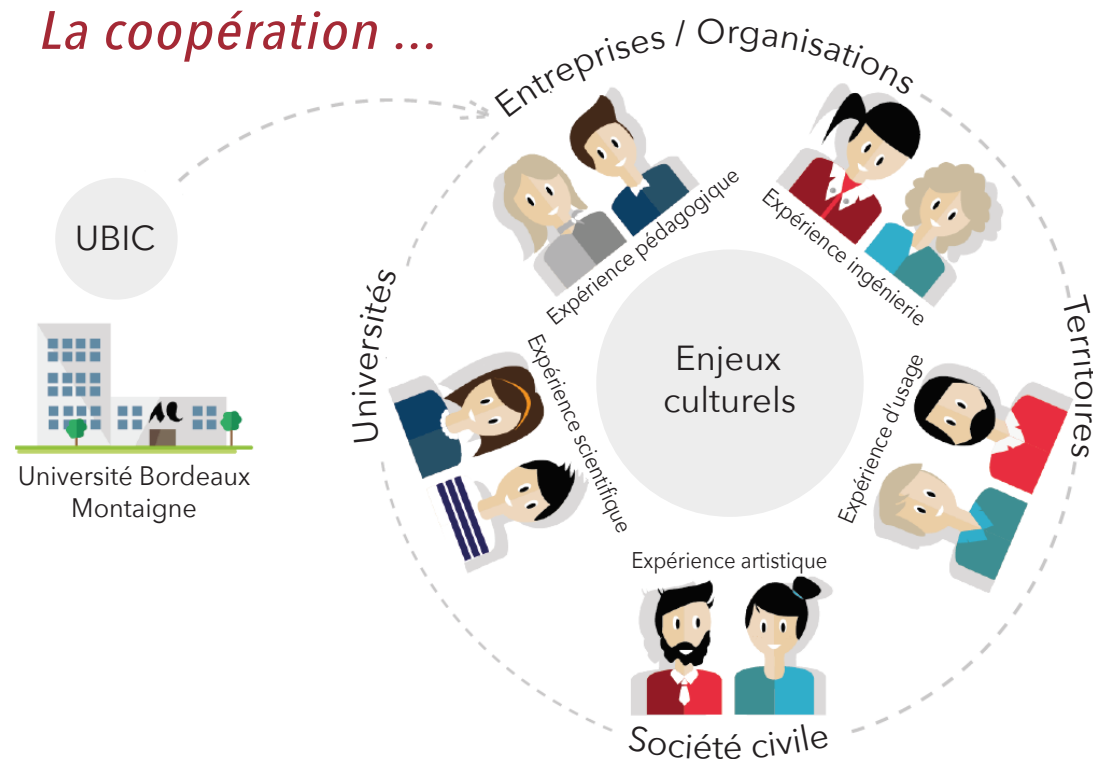 La coopération ...
Entreprises / Organisations
UBIC
Université Bordeaux
Montaigne
Universités
Territoires
Société civile
Expérience pédagogique
Expérience ingénierie
Expérience scientifique
Expérience d'usage
Expérience artistique
Enjeux
culturels